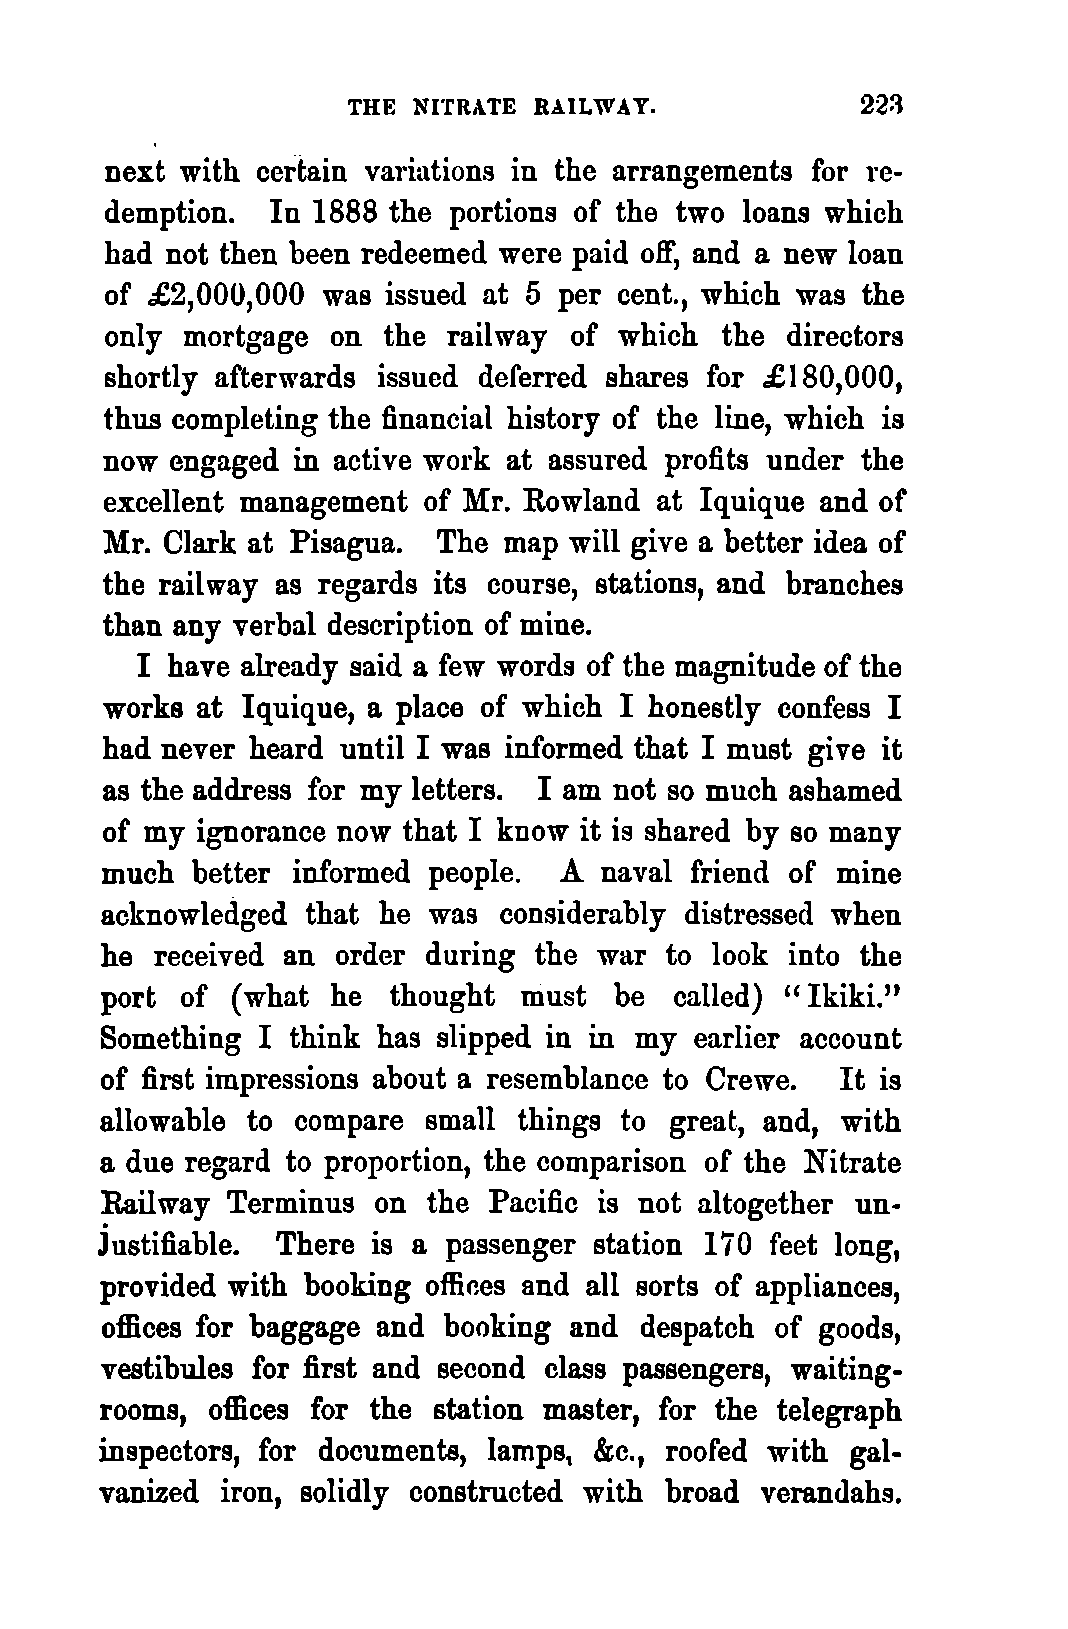 THE NITRATE RAILWAY. 223
next with certain variations in the arrangements for re-
demption. In 1888 the portions of the two loans which
had not then been redeemed were paid off, and a new loan
of £2,000,000 was issued at 5 per cent., which was the
only mortgage on the railway of which the directors
shortly afterwards issued deferred shares for £180,000,
thus completing the financial history of the line, which is
now engaged in active work at assured profits under the
excellent management of Mr. Rowland at Iquique and of
Mr. Clark at Pisagua. The map will give a better idea of
the railway as regards its course, stations, and branches
than any verbal description of mine.
I have already said a few words of the magnitude of the
works at Iquique, a place of which I honestly confess I
had never heard until I was informed that I must give it
as the address for my letters. I am not so much ashamed
of my ignorance now that I know it is shared by so many
much better informed people. A naval friend of mine
acknowledged that he was considerably distressed when
he received an order during the war to look into the
port of (what he thought must be called) “Ikiki.”
Something I think has slipped in in my earlier account
of first impressions about a resemblance to Crewe. It is
allowable to compare small things to great, and, with
a due regard to proportion, the comparison of the Nitrate
Railway Terminus on the Pacific is not altogether un-
justifiable. There is a passenger station 170 feet long,
provided with booking offices and all sorts of appliances,
offices for baggage and booking and despatch of goods,
vestibules for first and second class passengers, waiting-
rooms, offices for the station master, for the telegraph
inspectors, for documents, lamps, &c., roofed with gal-
vanized iron, solidly constructed with broad verandahs.